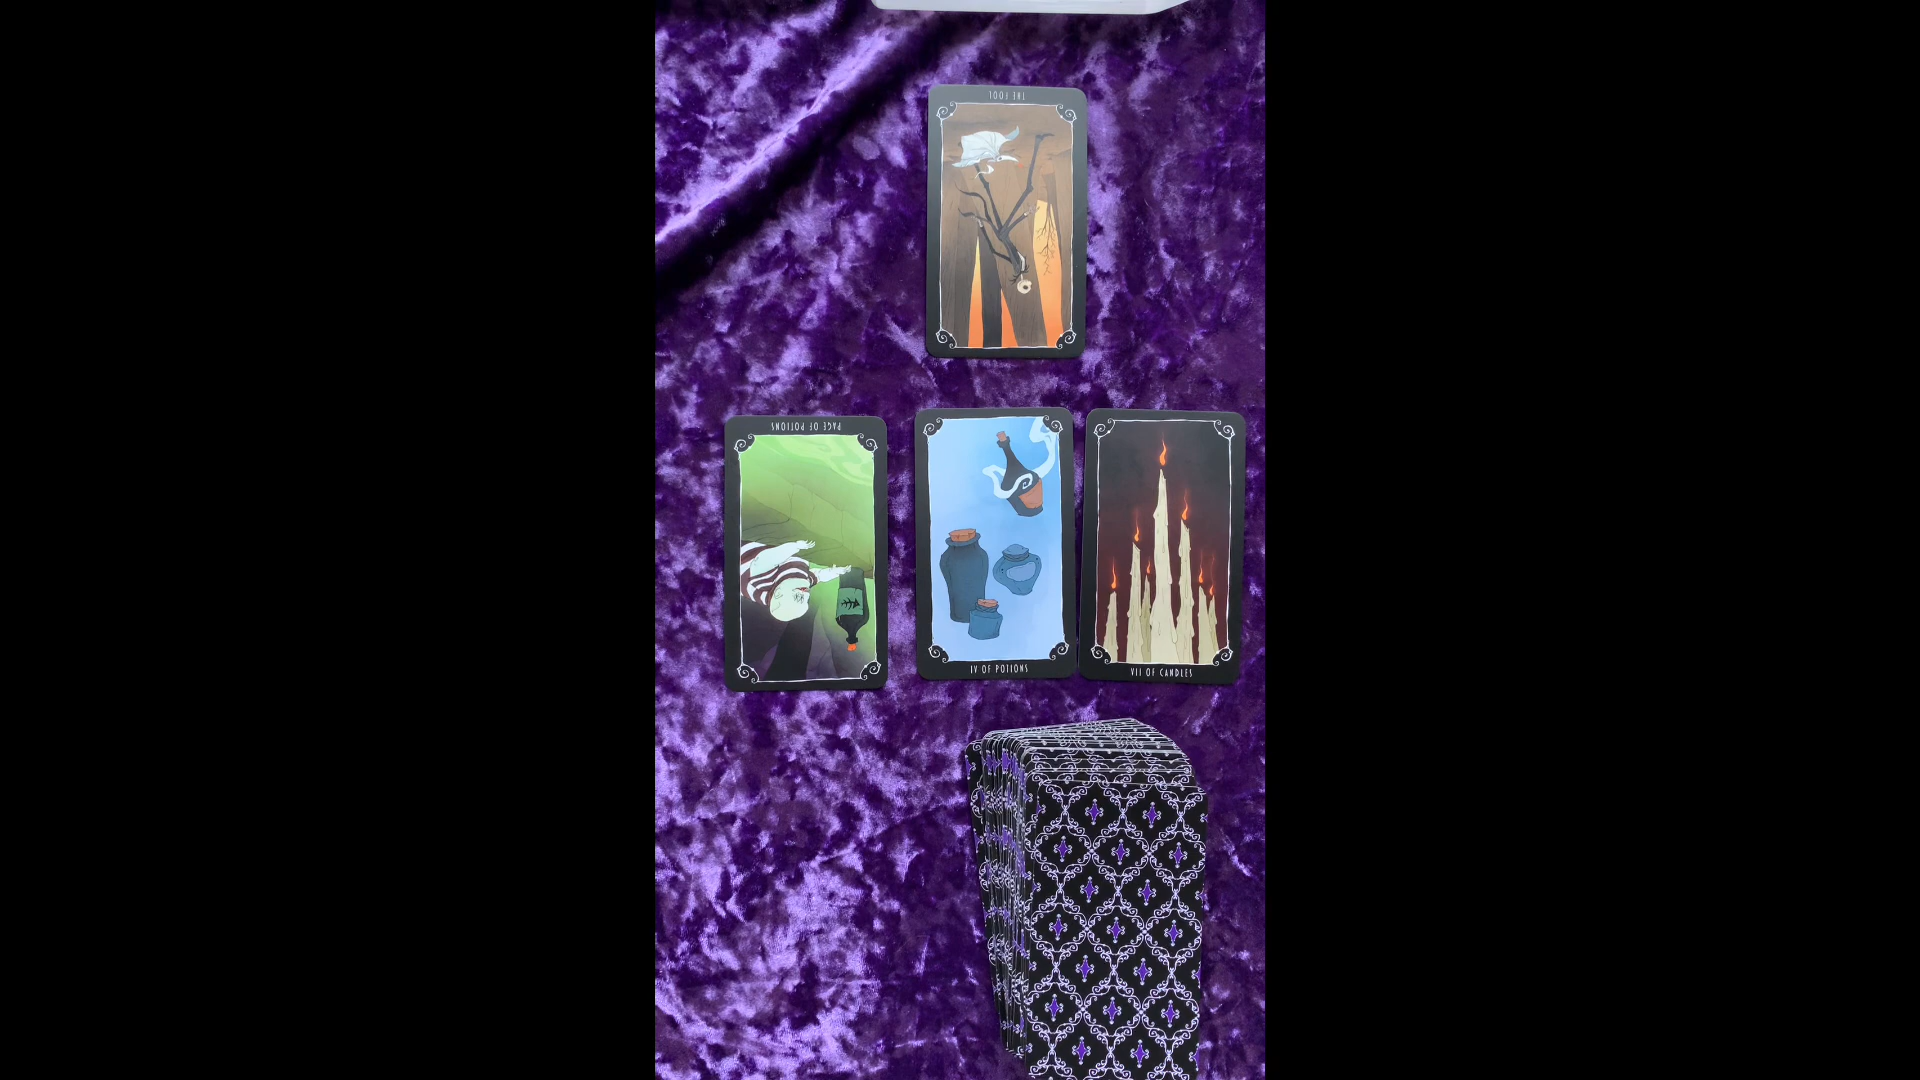 THE FOOL
PAGE OF POTIONS
IV OF POTIONS
VII OF CANDLES